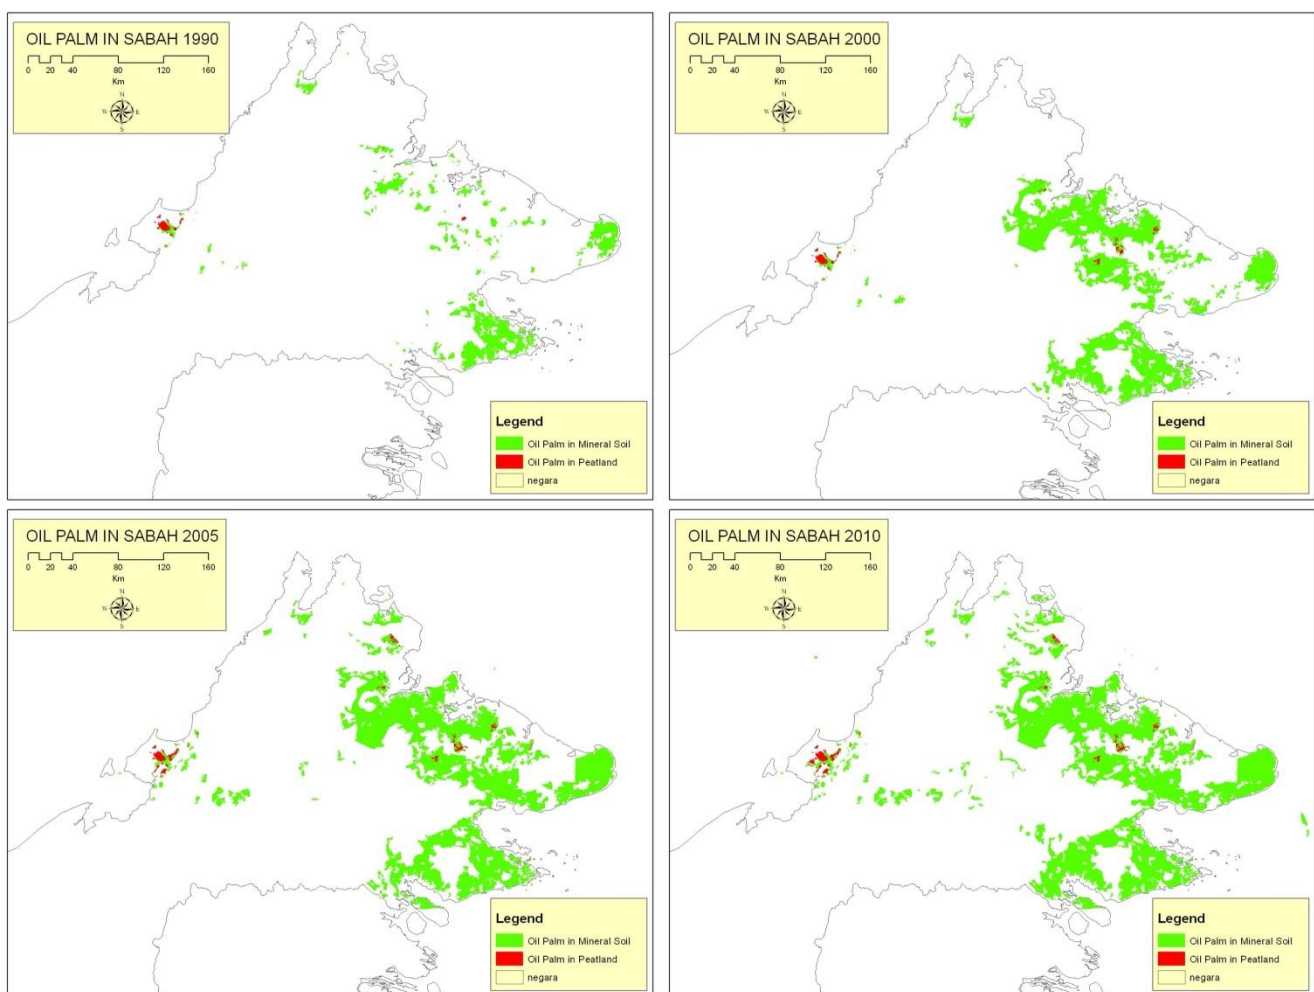 OIL PALM IN SABAH 1990
0 20 40 80 120 160
Km
N
W E
S
Legend
Oil Palm in Mineral Soil
Oil Palm in Peatland
negara
OIL PALM IN SABAH 2000
0 20 40 80 120 160
Km
N
W E
S
Legend
Oil Palm in Mineral Soil
Oil Palm in Peatland
negara
OIL PALM IN SABAH 2005
0 20 40 80 120 160
Km
N
W E
S
Legend
Oil Palm in Mineral Soil
Oil Palm in Peatland
negara
OIL PALM IN SABAH 2010
0 20 40 80 120 160
Km
N
W E
S
Legend
Oil Palm in Mineral Soil
Oil Palm in Peatland
negara